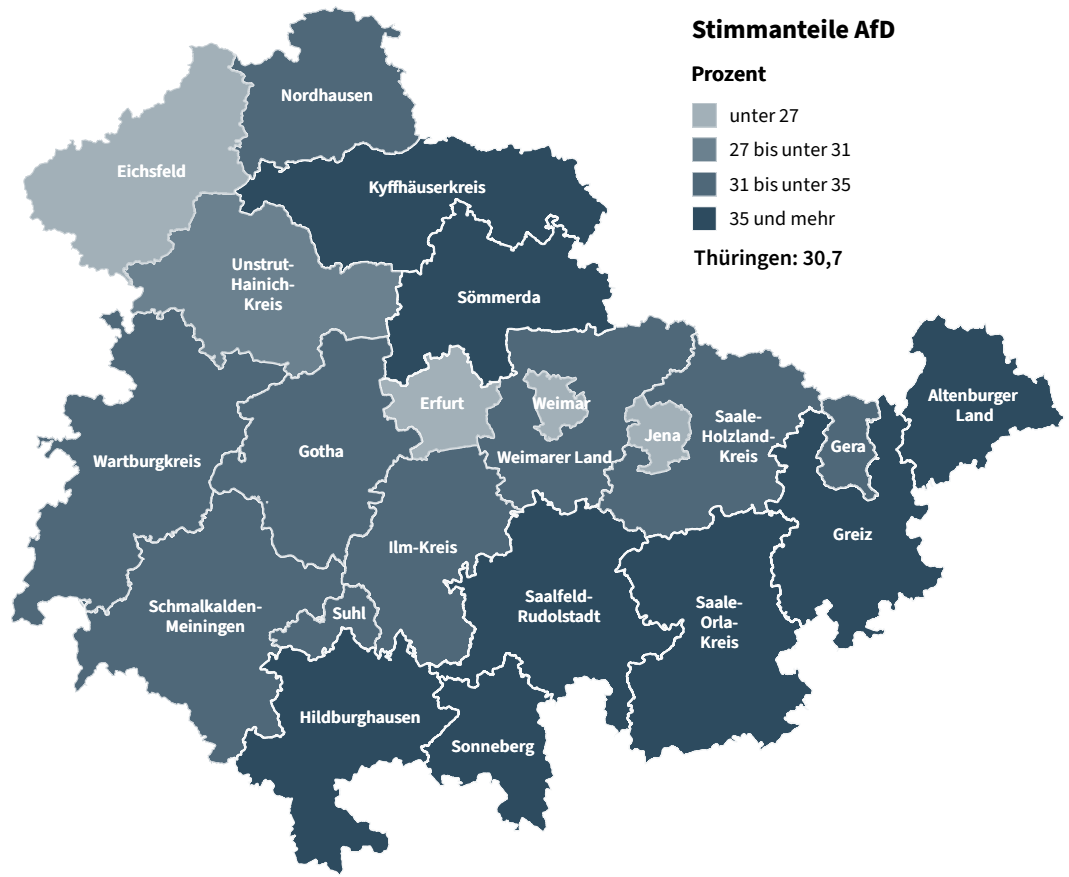 Stimmanteile AfD
Prozent
unter 27
27 bis unter 31
31 bis unter 35
35 und mehr
Thüringen: 30,7
Nordhausen
Eichsfeld
Kyffhäuserkreis
Unstrut-
Hainich-
Kreis
Sömmerda
Erfurt
Weimar
Altenburger
Land
Jena
Saale-
Holzland-
Kreis
Gera
Wartburgkreis
Gotha
Weimarer Land
Ilm-Kreis
Greiz
Schmalkalden-
Meiningen
Suhl
Saalfeld-
Rudolstadt
Saale-
Orla-
Kreis
Hildburghausen
Sonneberg